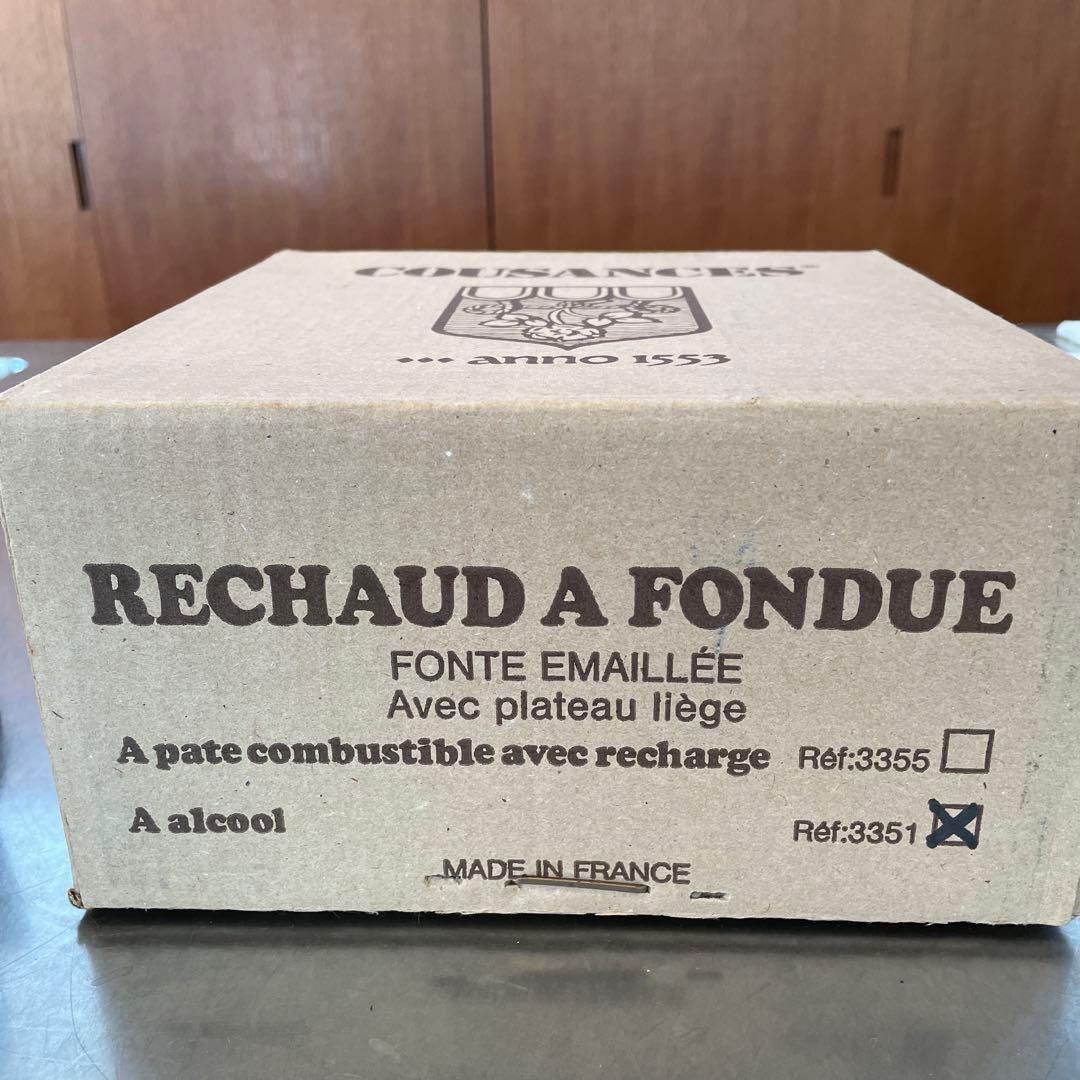 COUSANCES®
... anno 1553
RECHAUD A FONDUE
FONTE EMAILLÉE
Avec plateau liège
A pate combustible avec recharge Réf:3355
A alcool Réf:3351
MADE IN FRANCE